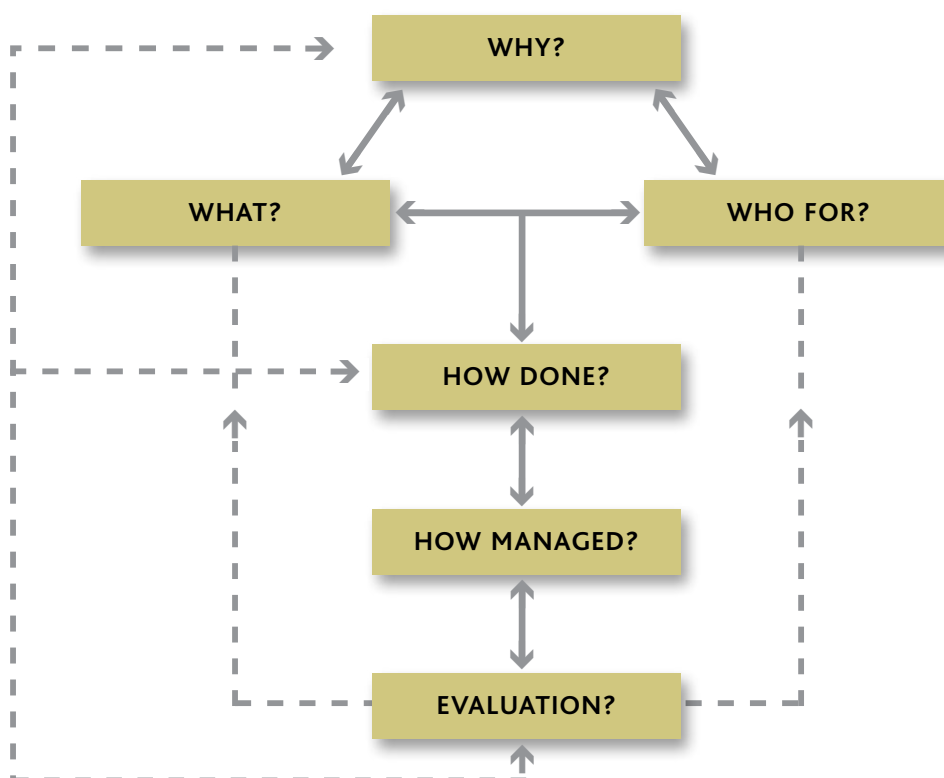 WHY?
WHAT?
WHO FOR?
HOW DONE?
HOW MANAGED?
EVALUATION?